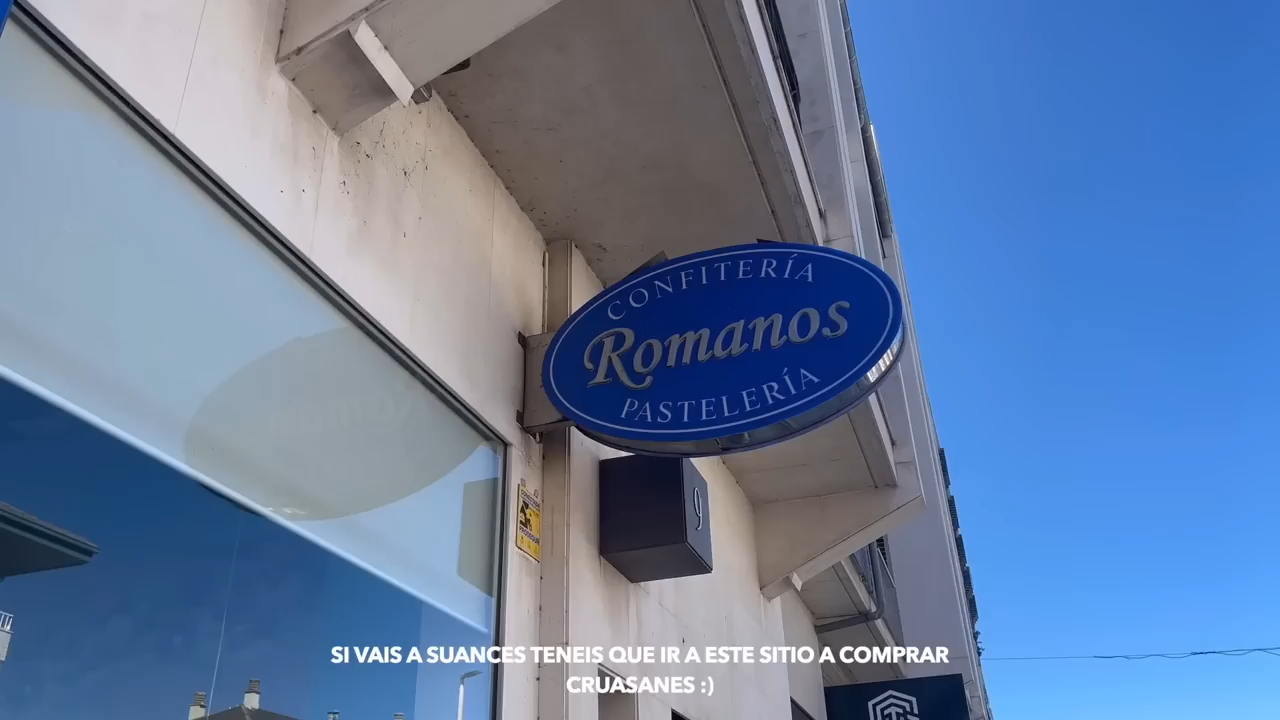 CONFITERÍA
Romanos
PASTELERÍA
9
SI VAIS A SUANCES TENEIS QUE IR A ESTE SITIO A COMPRAR
CRUASANES :)